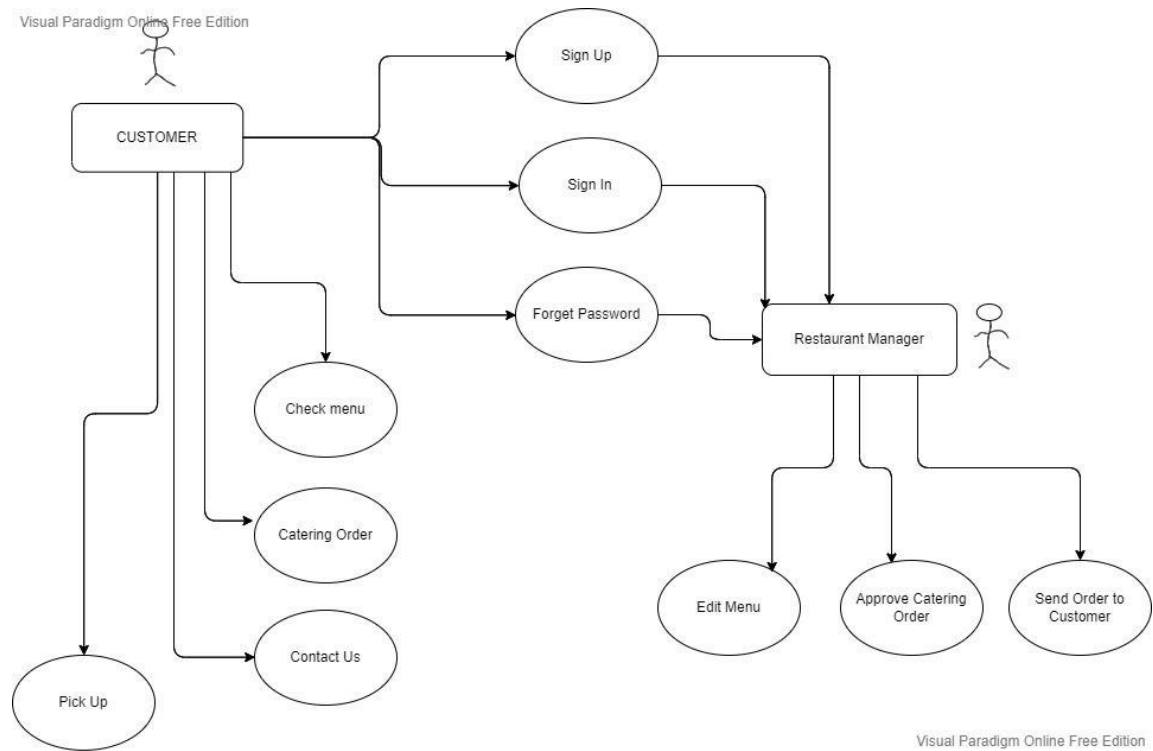 Visual Paradigm Online Free Edition
Sign Up
CUSTOMER
Sign In
Forget Password
Restaurant Manager
Check menu
Catering Order
Edit Menu
Approve Catering
Order
Send Order to
Customer
Contact Us
Pick Up
Visual Paradigm Online Free Edition